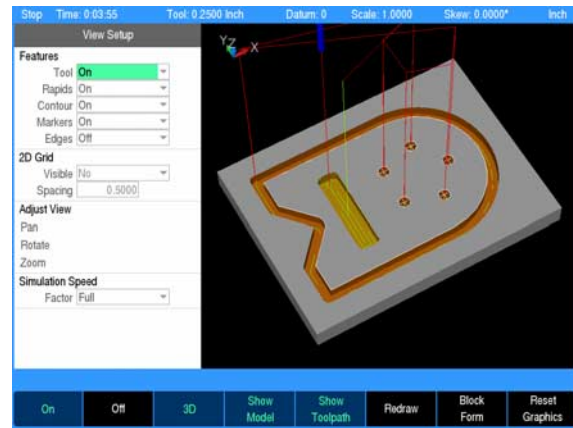 Stop Time: 0:03:55 Tool: 0.2500 Inch Datum: 0 Scale: 1.0000 Skew: 0.0000° Inch
View Setup
Features
Tool On
Rapids On
Contour On
Markers On
Edges Off
2D Grid
Visible No
Spacing 0.5000
Adjust View
Pan
Rotate
Zoom
Simulation Speed
Factor Full
Y Z X
On Off 3D Show Model Show Toolpath Redraw Block Form Reset Graphics